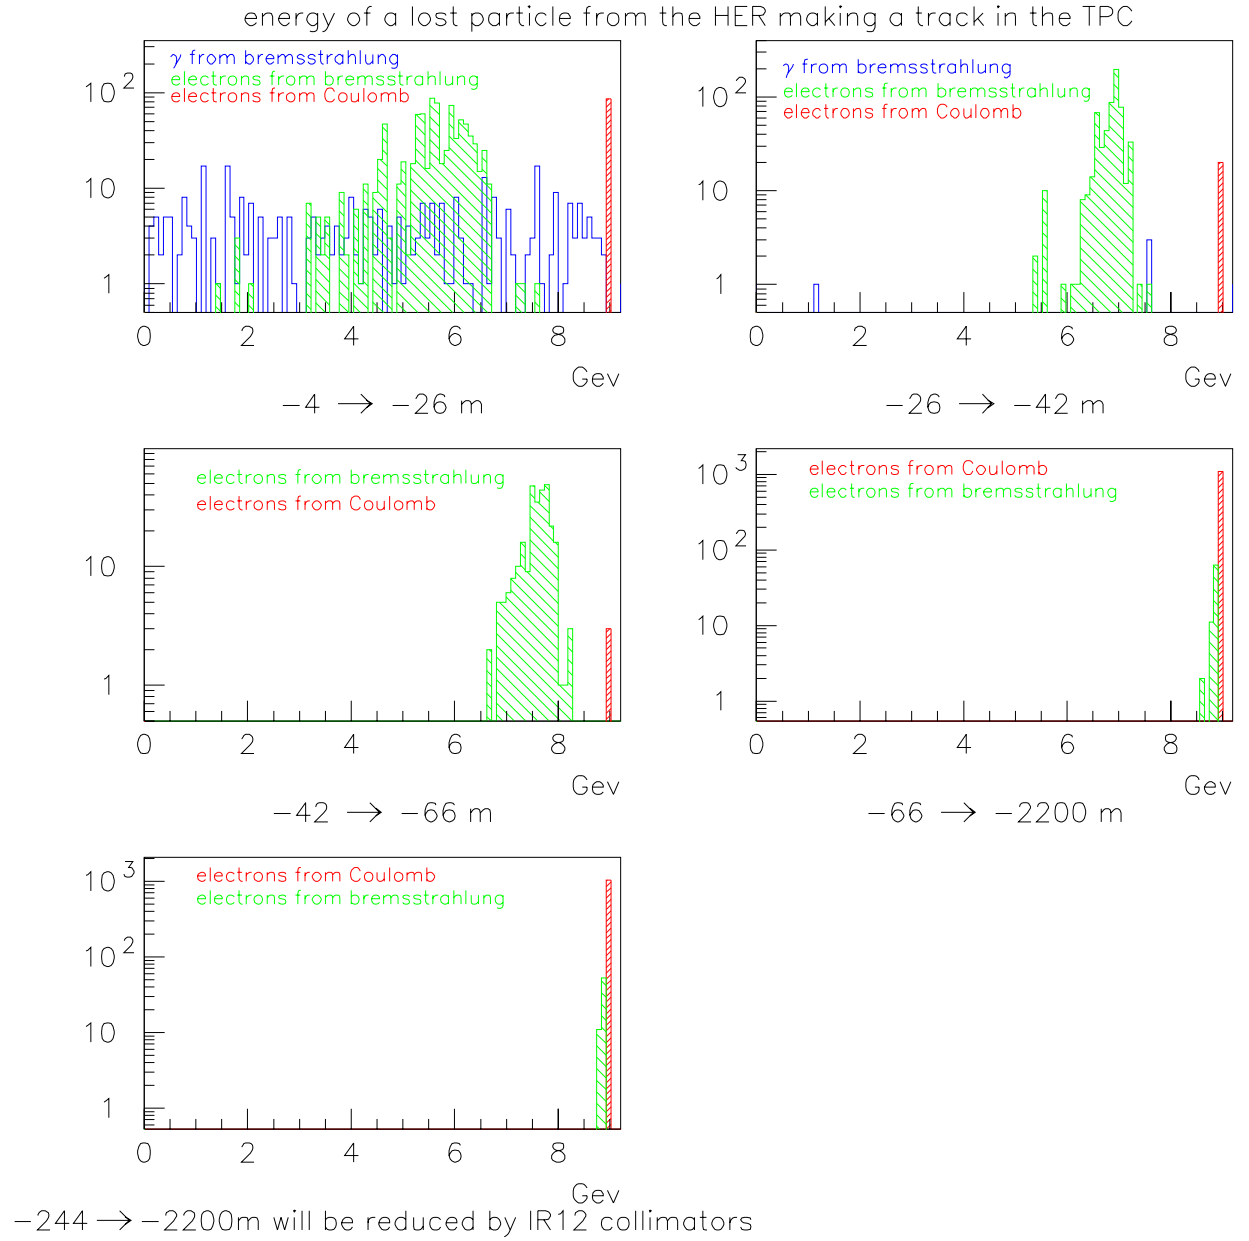 energy of a lost particle from the HER making a track in the TPC
γ from bremsstrahlung
electrons from bremsstrahlung
electrons from Coulomb
10²
10
1
0 2 4 6 8
Gev
−4 → −26 m
γ from bremsstrahlung
electrons from bremsstrahlung
electrons from Coulomb
10²
10
1
0 2 4 6 8
Gev
−26 → −42 m
electrons from bremsstrahlung
electrons from Coulomb
10
1
0 2 4 6 8
Gev
−42 → −66 m
electrons from Coulomb
electrons from bremsstrahlung
10³
10²
10
1
0 2 4 6 8
Gev
−66 → −2200 m
electrons from Coulomb
electrons from bremsstrahlung
10³
10²
10
1
0 2 4 6 8
Gev
−244 → −2200m will be reduced by IR12 collimators